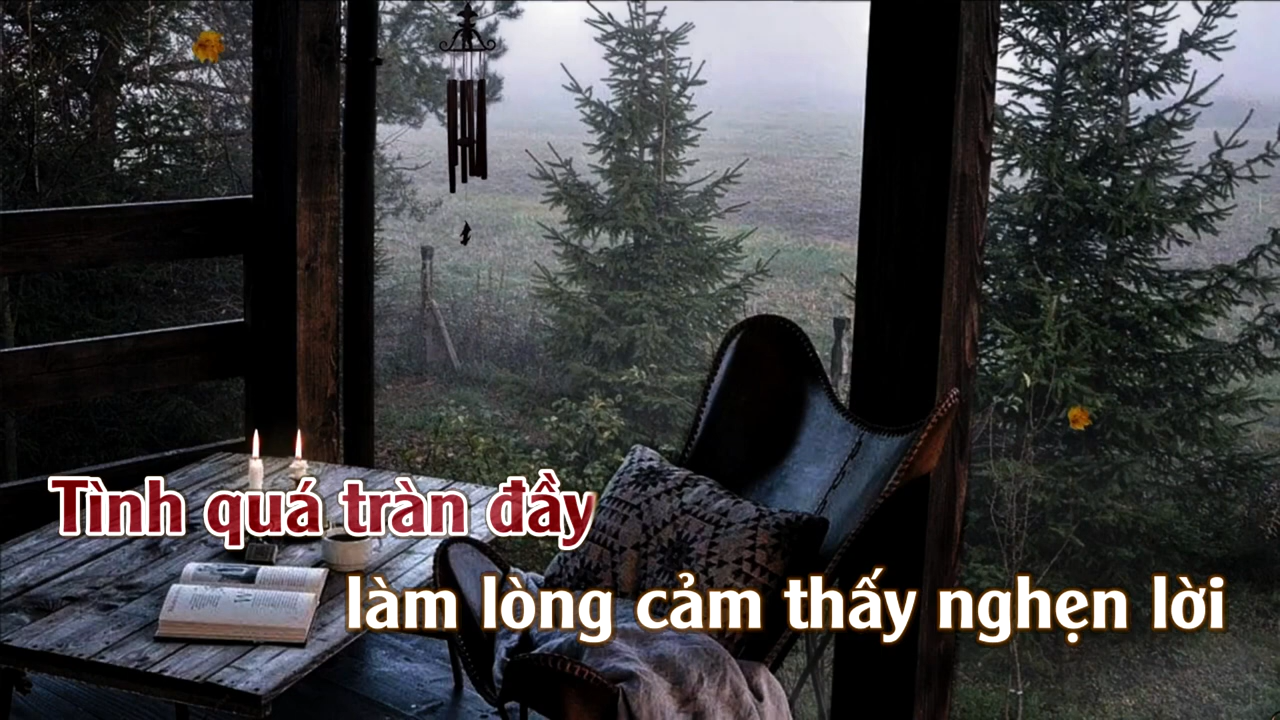 Tình quá tràn đầy
làm lòng cảm thấy nghẹn lời